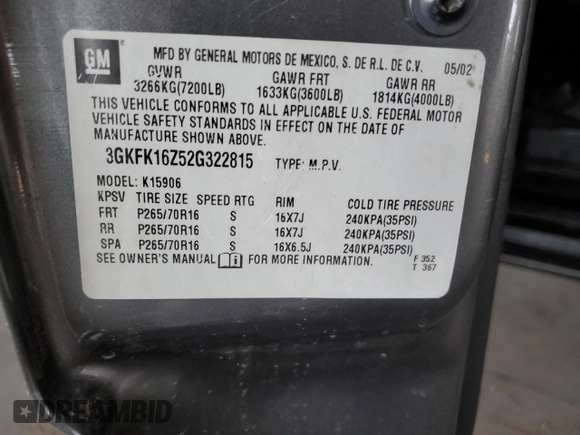 GM
MFD BY GENERAL MOTORS DE MEXICO, S. DE R.L. DE C.V. 05/02
GVWR GAWR FRT GAWR RR
3266KG(7200LB) 1633KG(3600LB) 1814KG(4000LB)
THIS VEHICLE CONFORMS TO ALL APPLICABLE U.S. FEDERAL MOTOR
VEHICLE SAFETY STANDARDS IN EFFECT ON THE DATE OF
MANUFACTURE SHOWN ABOVE.
3GKFK16Z52G322815 TYPE: M.P.V.
MODEL: K15906
KPSV TIRE SIZE SPEED RTG RIM COLD TIRE PRESSURE
FRT P265/70R16 S 16X7J 240KPA(35PSI)
RR P265/70R16 S 16X7J 240KPA(35PSI)
SPA P265/70R16 S 16X6.5J 240KPA(35PSI)
SEE OWNER'S MANUAL i FOR MORE INFORMATION.
F 352
T 367
DREAMBID